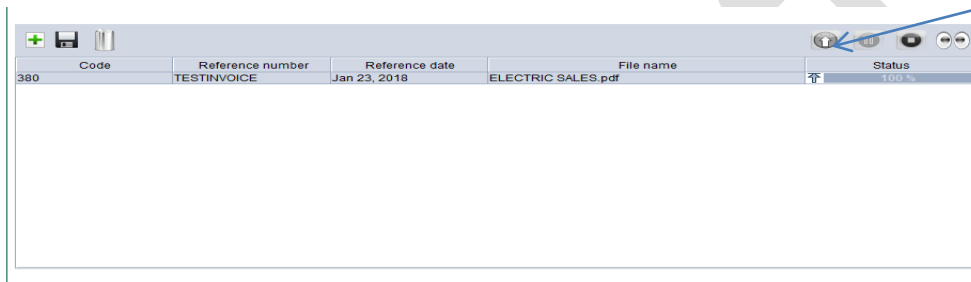 Code Reference number Reference date File name Status
380 TESTINVOICE Jan 23, 2018 ELECTRIC SALES.pdf 100 %